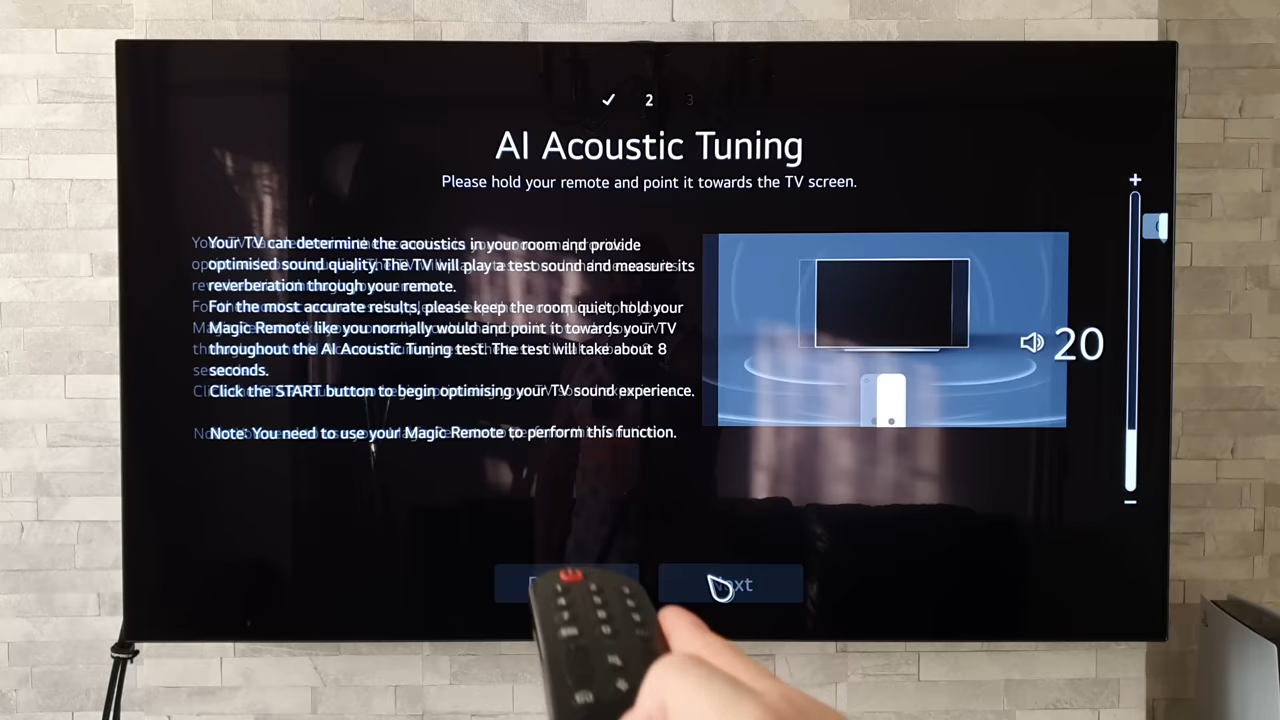 2 3
AI Acoustic Tuning
Please hold your remote and point it towards the TV screen.
Your TV can determine the acoustics in your room and provide
optimised sound quality. The TV will play a test sound and measure its
reverberation through your remote.
For the most accurate results, please keep the room quiet, hold your
Magic Remote like you normally would and point it towards your TV
throughout the AI Acoustic Tuning test. The test will take about 8
seconds.
Click the START button to begin optimising your TV sound experience.
Note: You need to use your Magic Remote to perform this function.
+
20
−
Next